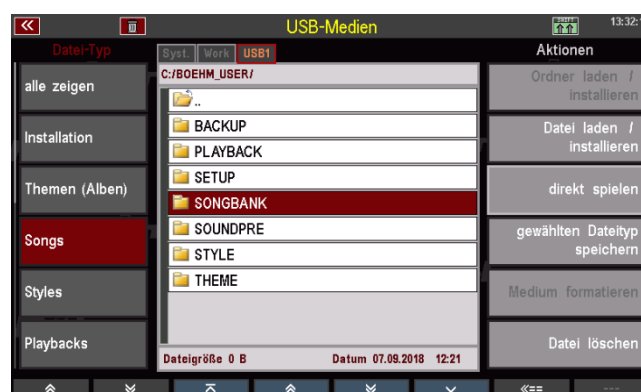 USB-Medien
SHIFT
13:32:
Datei-Typ
Syst. Work USB1
Aktionen
alle zeigen
Installation
Themen (Alben)
Songs
Styles
Playbacks
C:/BOEHM_USER/
..
BACKUP
PLAYBACK
SETUP
SONGBANK
SOUNDPRE
STYLE
THEME
Dateigröße 0 B Datum 07.09.2018 12:21
Ordner laden /
installieren
Datei laden /
installieren
direkt spielen
gewählten Dateityp
speichern
Medium formatieren
Datei löschen
«==
---